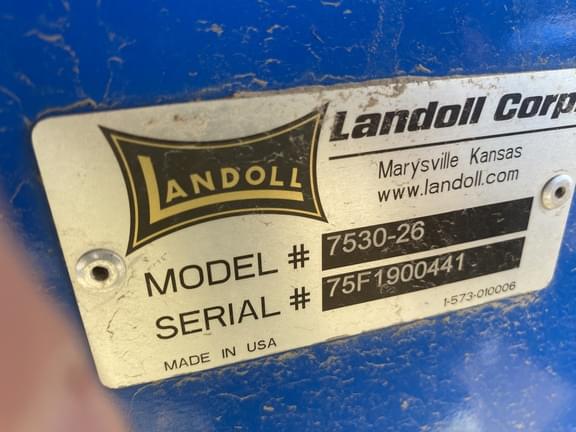 LANDOLL
Landoll Corp.
Marysville Kansas
www.landoll.com
MODEL # 7530-26
SERIAL # 75F1900441
1-573-010006
MADE IN USA